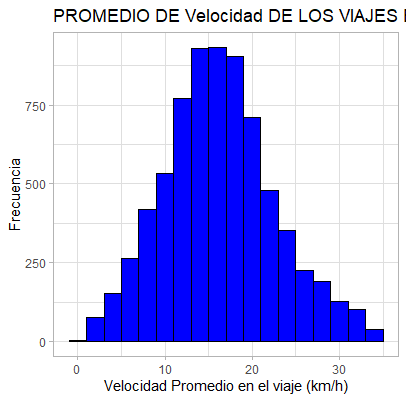 PROMEDIO DE Velocidad DE LOS VIAJES
750
500
250
0
Frecuencia
0 10 20 30
Velocidad Promedio en el viaje (km/h)